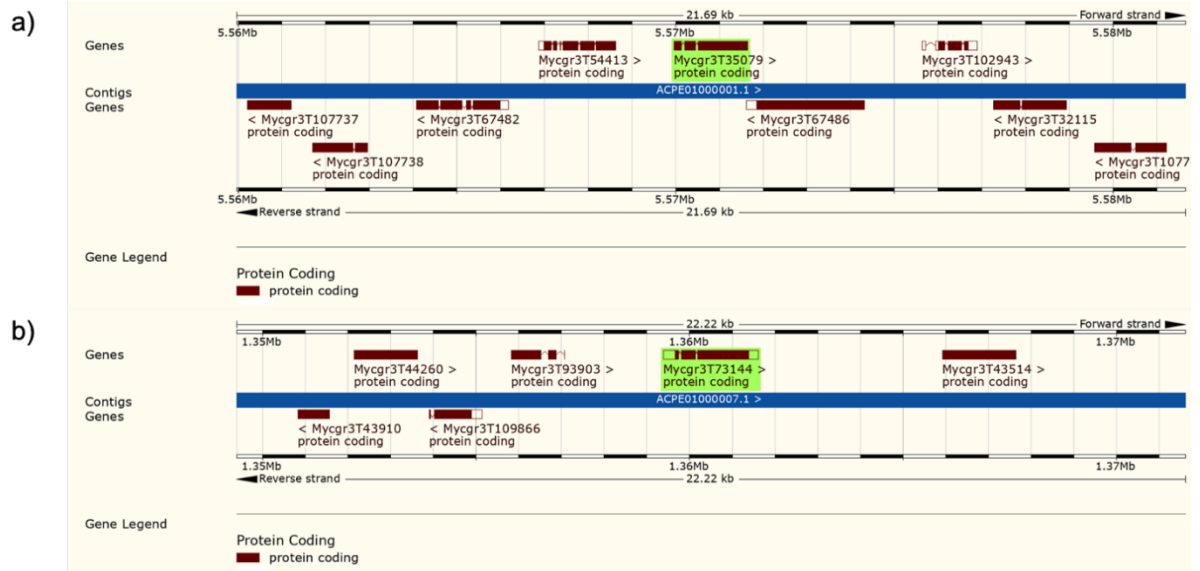 a)
21.69 kb Forward strand
5.56Mb 5.57Mb 5.58Mb
Genes
Mycgr3T54413 > Mycgr3T35079 > Mycgr3T102943 >
protein coding protein coding protein coding
Contigs ACPE01000001.1 >
Genes
< Mycgr3T107737 < Mycgr3T67482 < Mycgr3T67486 < Mycgr3T32115
protein coding protein coding protein coding protein coding
< Mycgr3T107738 < Mycgr3T1077
protein coding protein coding
5.56Mb 5.57Mb 5.58Mb
Reverse strand 21.69 kb
Gene Legend
Protein Coding
protein coding
b)
22.22 kb Forward strand
1.35Mb 1.36Mb 1.37Mb
Genes
Mycgr3T44260 > Mycgr3T93903 > Mycgr3T73144 > Mycgr3T43514 >
protein coding protein coding protein coding protein coding
Contigs ACPE01000007.1 >
Genes
< Mycgr3T43910 < Mycgr3T109866
protein coding protein coding
1.35Mb 1.36Mb 1.37Mb
Reverse strand 22.22 kb
Gene Legend
Protein Coding
protein coding